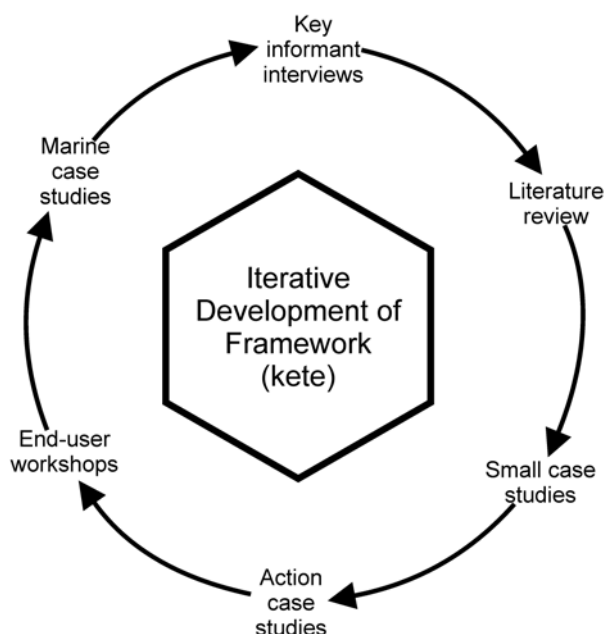 Key
informant
interviews
Literature
review
Small case
studies
Action
case
studies
End-user
workshops
Marine
case
studies
Iterative
Development of
Framework
(kete)